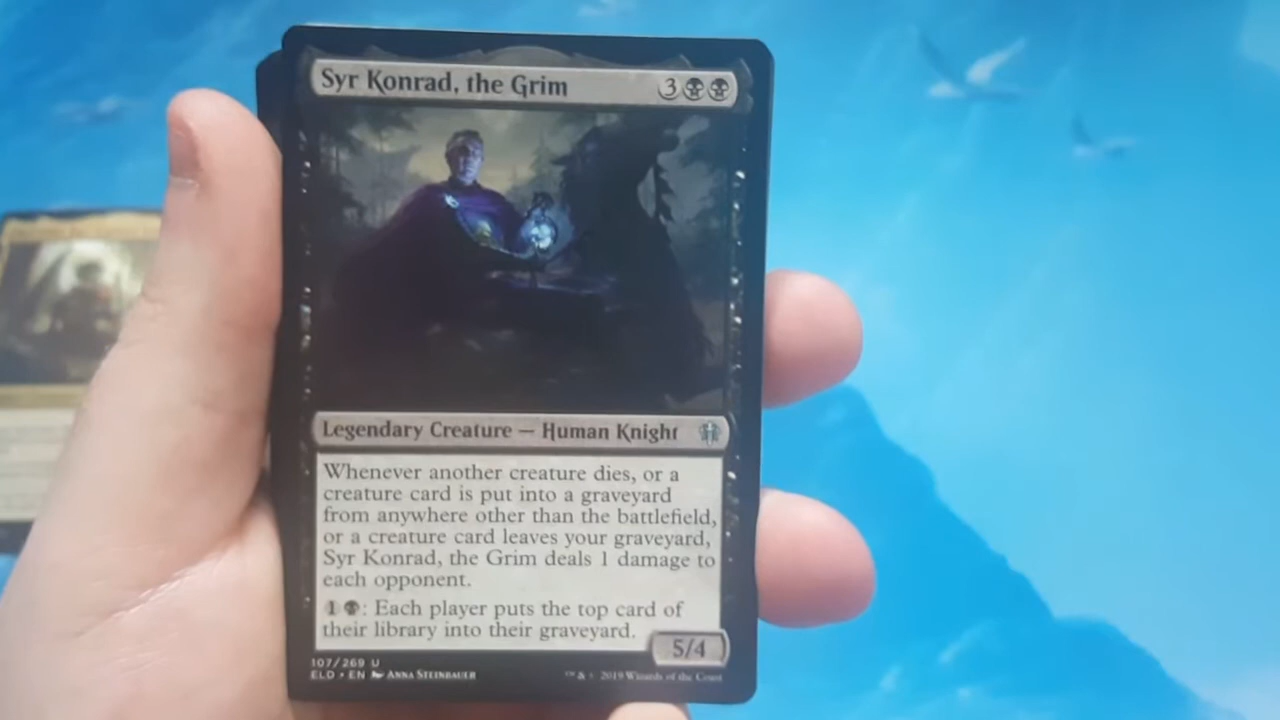 Syr Konrad, the Grim 3
Legendary Creature — Human Knight
Whenever another creature dies, or a
creature card is put into a graveyard
from anywhere other than the battlefield,
or a creature card leaves your graveyard,
Syr Konrad, the Grim deals 1 damage to
each opponent.
1 : Each player puts the top card of
their library into their graveyard.
5/4
107/269 U
ELD • EN Anna Steinbauer
™ & © 2019 Wizards of the Coast